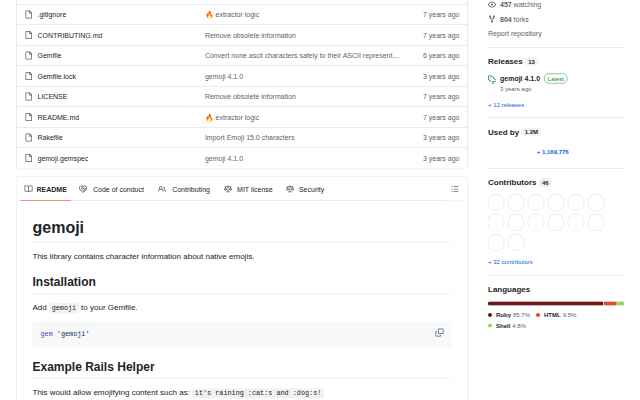 .gitignore 🔥 extractor logic 7 years ago
CONTRIBUTING.md Remove obsolete information 7 years ago
Gemfile Convert none ascii characters safely to their ASCII represent... 6 years ago
Gemfile.lock gemoji 4.1.0 3 years ago
LICENSE Remove obsolete information 7 years ago
README.md 🔥 extractor logic 7 years ago
Rakefile Import Emoji 15.0 characters 3 years ago
gemoji.gemspec gemoji 4.1.0 3 years ago
README Code of conduct Contributing MIT license Security
gemoji
This library contains character information about native emojis.
Installation
Add gemoji to your Gemfile.
gem 'gemoji'
Example Rails Helper
This would allow emojifying content such as: it's raining :cat:s and :dog:s!
457 watching
864 forks
Report repository
Releases 13
gemoji 4.1.0 Latest
3 years ago
+ 12 releases
Used by 1.2M
+ 1,169,776
Contributors 46
+ 32 contributors
Languages
Ruby 85.7% HTML 9.5%
Shell 4.8%